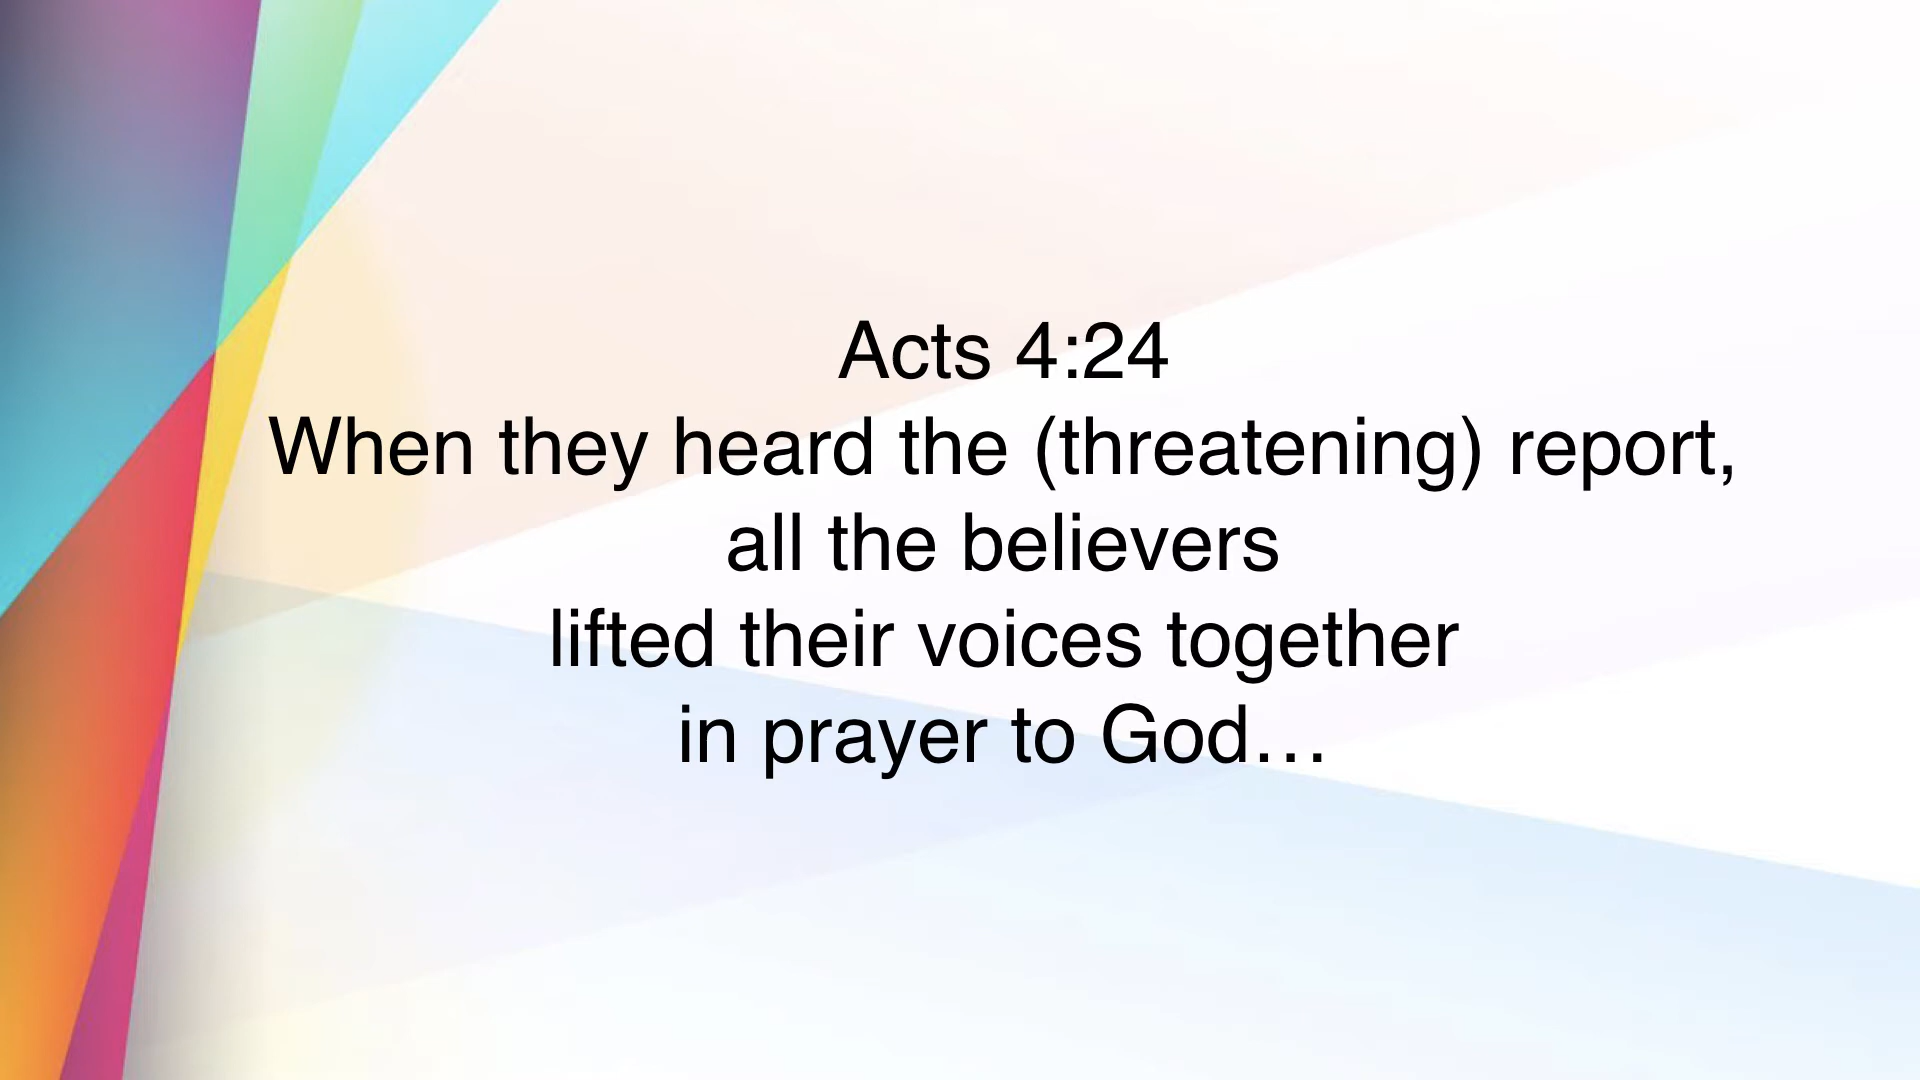 Acts 4:24
When they heard the (threatening) report,
all the believers
lifted their voices together
in prayer to God…